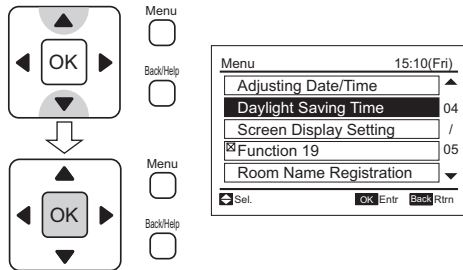 Menu
OK
Back/Help
Menu
OK
Back/Help
Menu 15:10(Fri)
Adjusting Date/Time
Daylight Saving Time 04
Screen Display Setting /
Function 19 05
Room Name Registration
Sel. OK Entr Back Rtrn